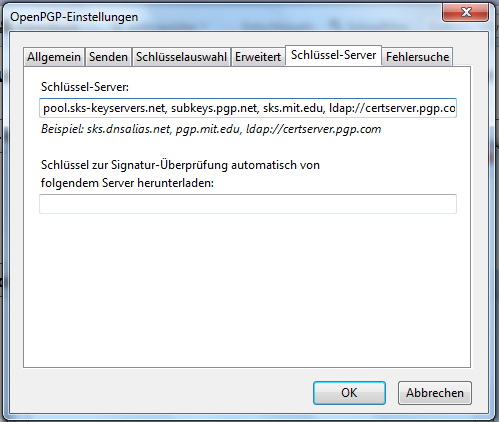 OpenPGP-Einstellungen
Allgemein Senden Schlüsselauswahl Erweitert Schlüssel-Server Fehlersuche
Schlüssel-Server:
pool.sks-keyservers.net, subkeys.pgp.net, sks.mit.edu, ldap://certserver.pgp.co
Beispiel: sks.dnsalias.net, pgp.mit.edu, ldap://certserver.pgp.com
Schlüssel zur Signatur-Überprüfung automatisch von
folgendem Server herunterladen:
OK Abbrechen